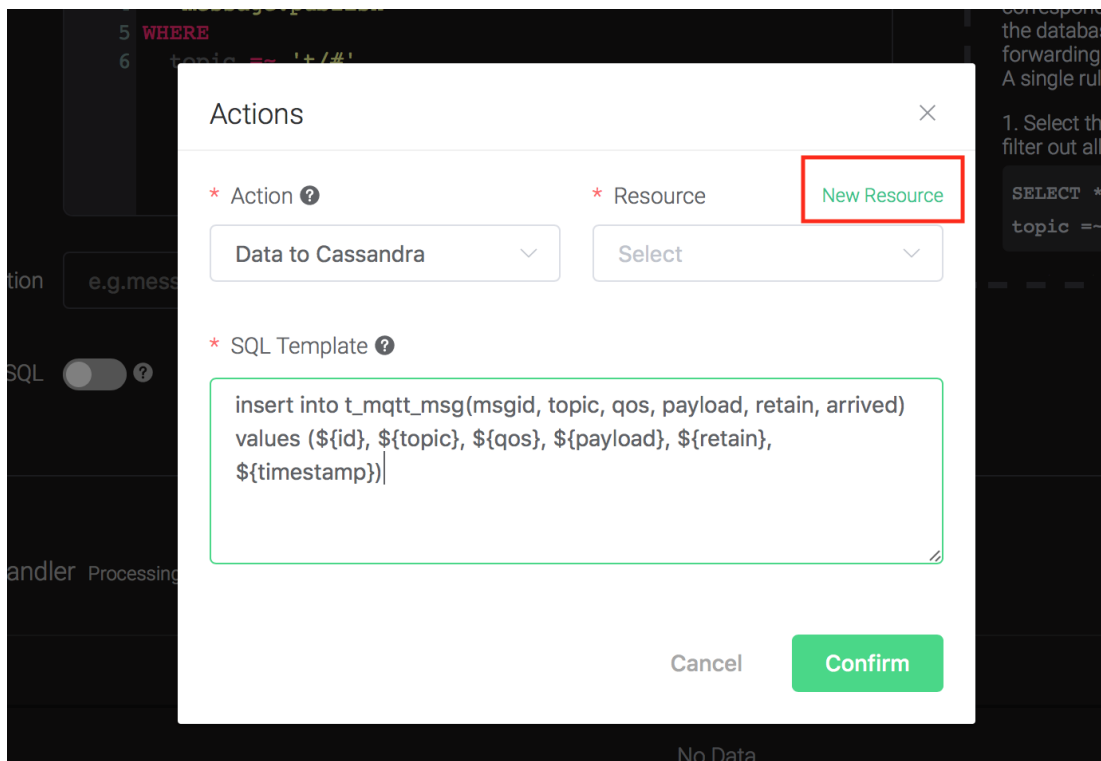 5 WHERE
6 topic =~ 't/#'
the databas
forwarding
A single rul
1. Select th
filter out all
SELECT *
topic =~
Actions
* Action ?
* Resource
New Resource
Data to Cassandra
Select
* SQL Template ?
insert into t_mqtt_msg(msgid, topic, qos, payload, retain, arrived)
values (${id}, ${topic}, ${qos}, ${payload}, ${retain},
${timestamp})
Cancel
Confirm
tion
e.g.mess
SQL
?
andler Processing
No Data